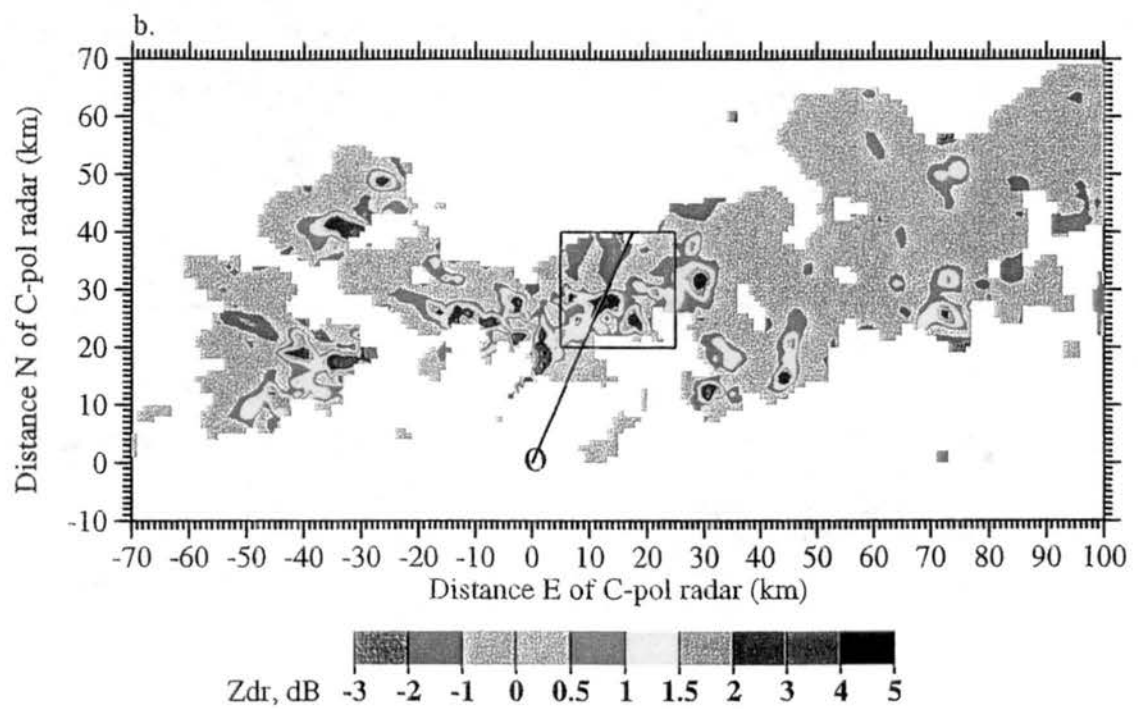 b.
70
60
50
40
30
20
10
0
-10
Distance N of C-pol radar (km)
-70 -60 -50 -40 -30 -20 -10 0 10 20 30 40 50 60 70 80 90 100
Distance E of C-pol radar (km)
Zdr, dB -3 -2 -1 0 0.5 1 1.5 2 3 4 5